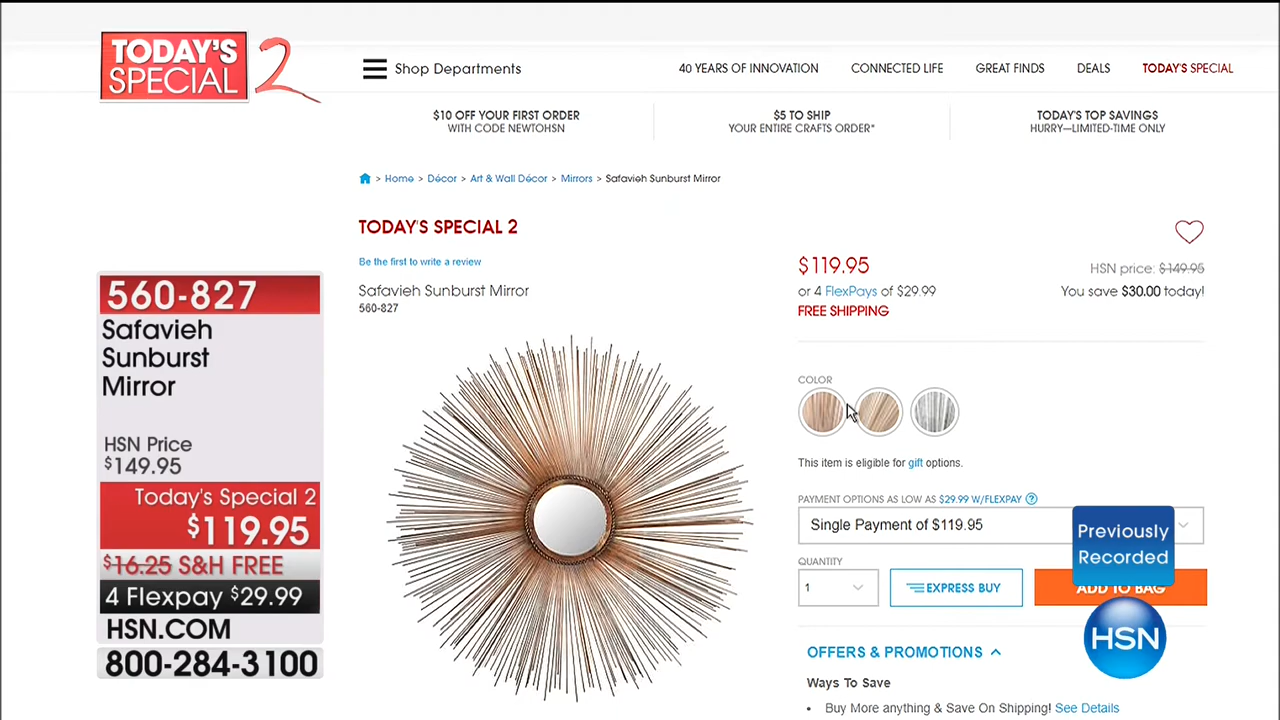 TODAY'S
SPECIAL 2
Shop Departments
40 YEARS OF INNOVATION
CONNECTED LIFE
GREAT FINDS
DEALS
TODAY'S SPECIAL
$10 OFF YOUR FIRST ORDER
WITH CODE NEWTOHSN
$5 TO SHIP
YOUR ENTIRE CRAFTS ORDER*
TODAY'S TOP SAVINGS
HURRY—LIMITED-TIME ONLY
> Home > Décor > Art & Wall Décor > Mirrors > Safavieh Sunburst Mirror
TODAY'S SPECIAL 2
Be the first to write a review
Safavieh Sunburst Mirror
560-827
$119.95
HSN price: $149.95
or 4 FlexPays of $29.99
You save $30.00 today!
FREE SHIPPING
COLOR
This item is eligible for gift options.
PAYMENT OPTIONS AS LOW AS $29.99 W/FLEXPAY ?
Single Payment of $119.95
QUANTITY
1
EXPRESS BUY
ADD TO BAG
OFFERS & PROMOTIONS
Ways To Save
• Buy More anything & Save On Shipping! See Details
560-827
Safavieh
Sunburst
Mirror
HSN Price
$149.95
Today's Special 2
$119.95
$16.25 S&H FREE
4 Flexpay $29.99
HSN.COM
800-284-3100
Previously
Recorded
HSN